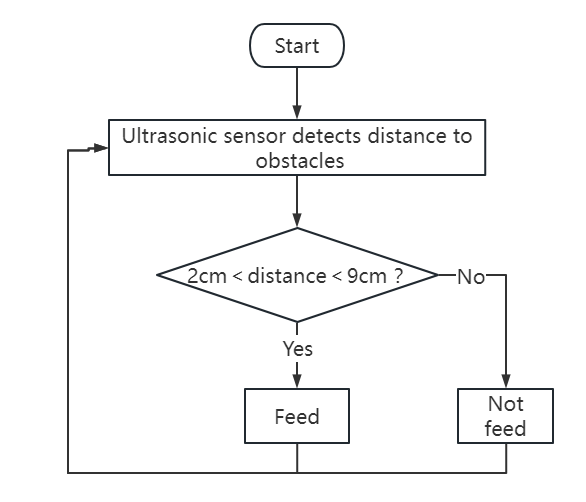 Start
Ultrasonic sensor detects distance to
obstacles
2cm < distance < 9cm ?
No
Yes
Feed
Not
feed